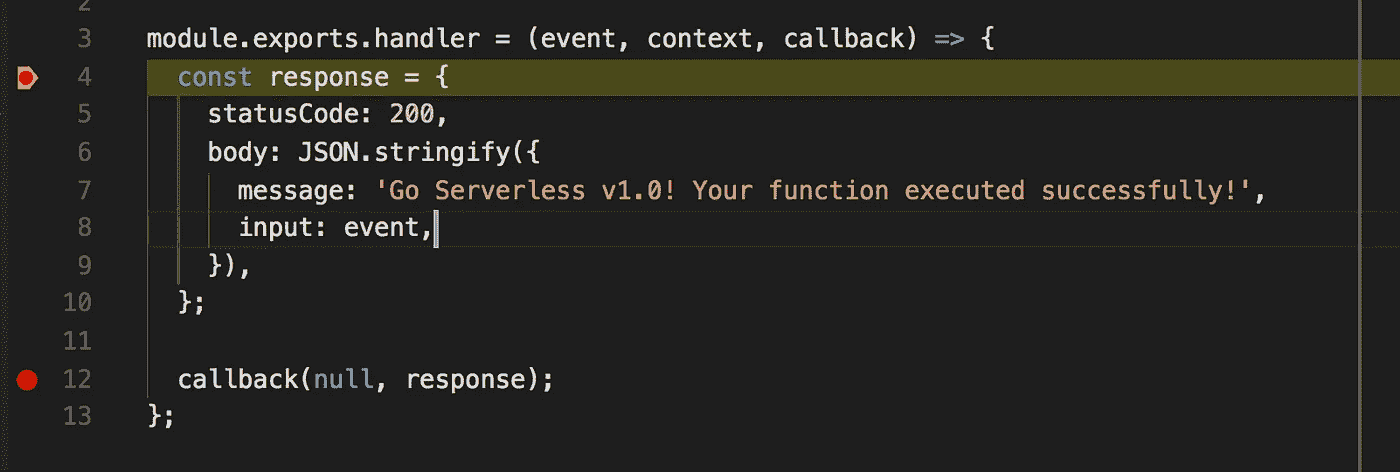 2
3 module.exports.handler = (event, context, callback) => {
4 const response = {
5 statusCode: 200,
6 body: JSON.stringify({
7 message: 'Go Serverless v1.0! Your function executed successfully!',
8 input: event,
9 }),
10 };
11
12 callback(null, response);
13 };